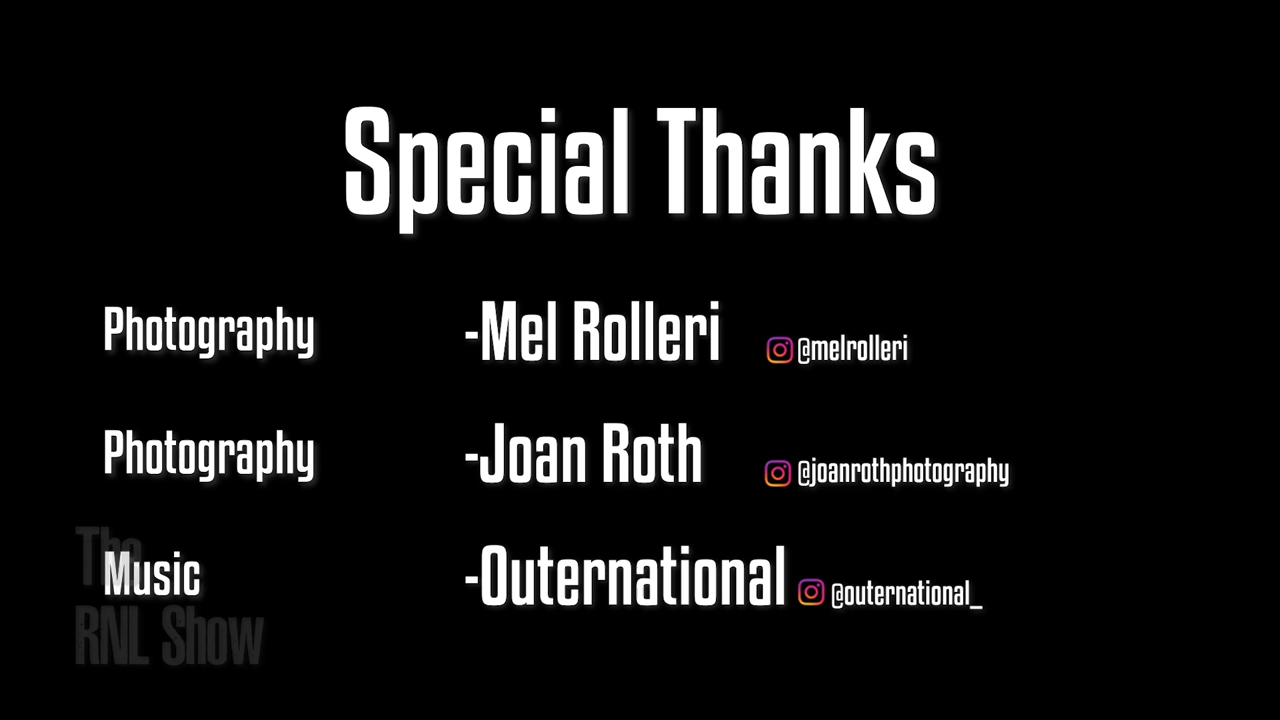 Special Thanks
Photography -Mel Rolleri @melrolleri
Photography -Joan Roth @joanrothphotography
Music -Outernational @outernational_
The
RNL Show